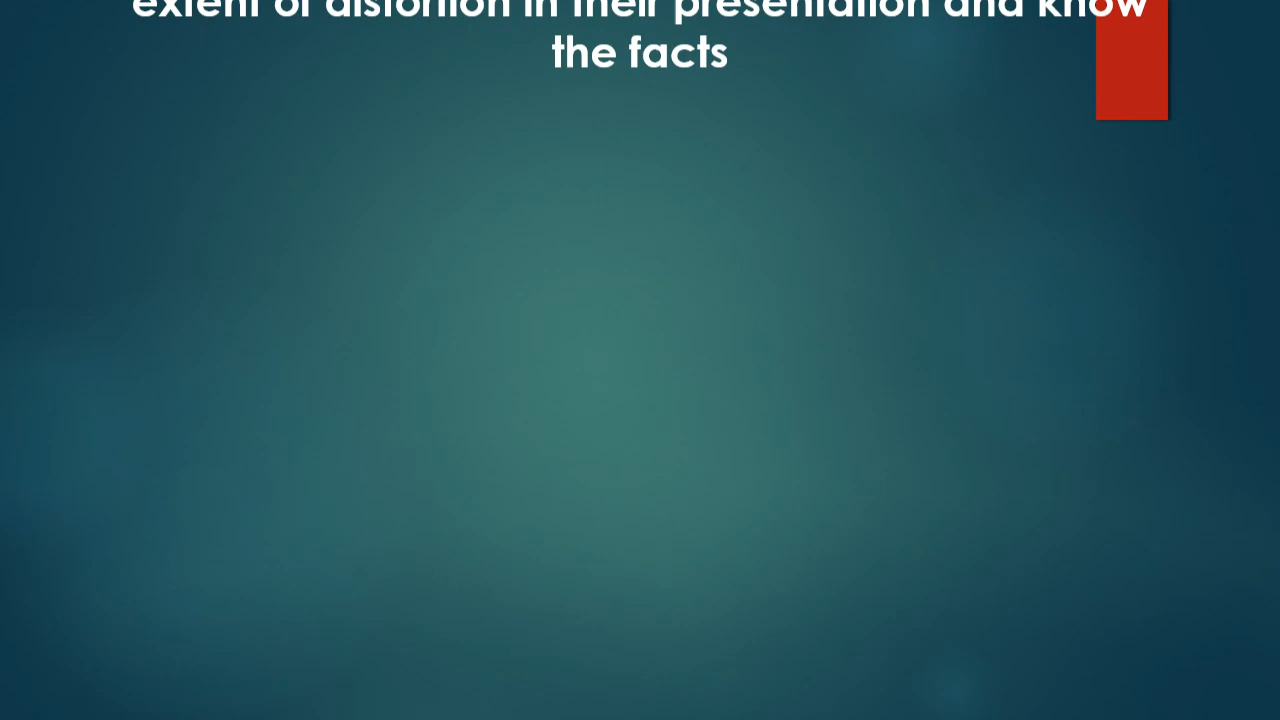 extent of distortion in their presentation and know
the facts